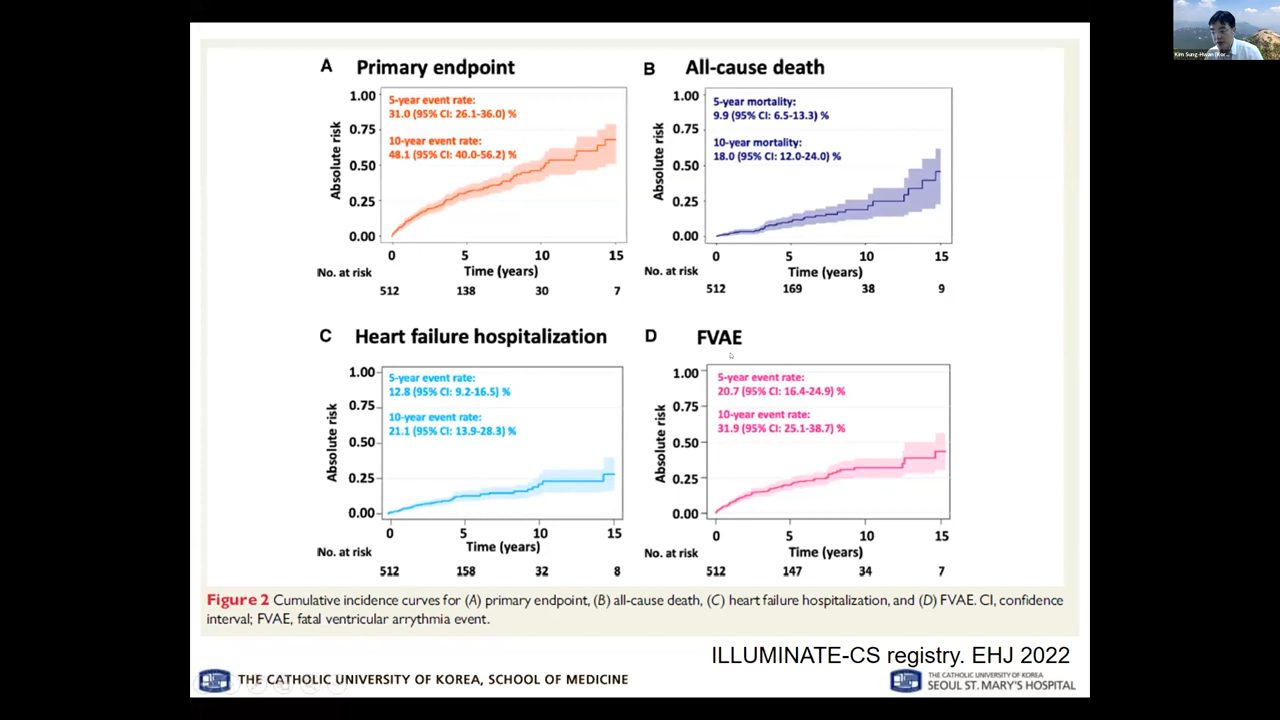 Kim Sung-Hwan (Kor...
A Primary endpoint
5-year event rate:
31.0 (95% CI: 26.1-36.0) %
10-year event rate:
48.1 (95% CI: 40.0-56.2) %
1.00
0.75
0.50
0.25
0.00
Absolute risk
0 5 10 15
Time (years)
No. at risk
512 138 30 7
B All-cause death
5-year mortality:
9.9 (95% CI: 6.5-13.3) %
10-year mortality:
18.0 (95% CI: 12.0-24.0) %
1.00
0.75
0.50
0.25
0.00
Absolute risk
0 5 10 15
Time (years)
No. at risk
512 169 38 9
C Heart failure hospitalization
5-year event rate:
12.8 (95% CI: 9.2-16.5) %
10-year event rate:
21.1 (95% CI: 13.9-28.3) %
1.00
0.75
0.50
0.25
0.00
Absolute risk
0 5 10 15
Time (years)
No. at risk
512 158 32 8
D FVAE
5-year event rate:
20.7 (95% CI: 16.4-24.9) %
10-year event rate:
31.9 (95% CI: 25.1-38.7) %
1.00
0.75
0.50
0.25
0.00
Absolute risk
0 5 10 15
Time (years)
No. at risk
512 147 34 7
Figure 2 Cumulative incidence curves for (A) primary endpoint, (B) all-cause death, (C) heart failure hospitalization, and (D) FVAE. CI, confidence
interval; FVAE, fatal ventricular arrythmia event.
ILLUMINATE-CS registry. EHJ 2022
THE CATHOLIC UNIVERSITY OF KOREA, SCHOOL OF MEDICINE
THE CATHOLIC UNIVERSITY OF KOREA
SEOUL ST. MARY'S HOSPITAL